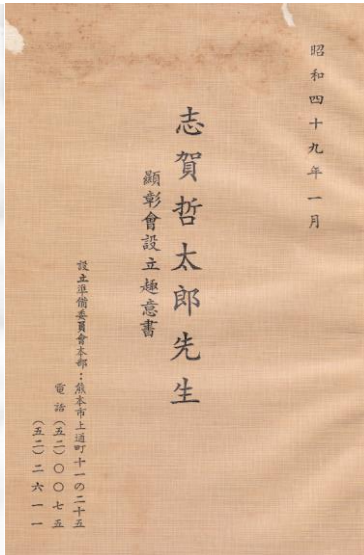 昭和四十九年一月
志賀哲太郎先生
顯彰會設立趣意書
設立準備委員會本部：熊本市上通町十一の二十五
電話(五二)〇〇七五
(五二)二六一一